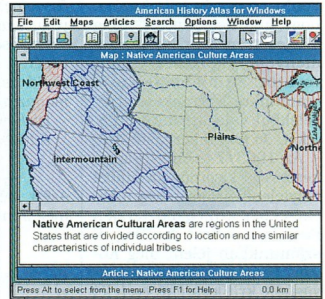 American History Atlas for Windows
File Edit Maps Articles Search Options Window Help
Map : Native American Culture Areas
Northwest Coast
Plains
Northe
Intermountain
Native American Cultural Areas are regions in the United
States that are divided according to location and the similar
characteristics of individual tribes.
Article : Native American Cultural Areas
Press Alt to select from the menu. Press F1 for Help.
0.0 km